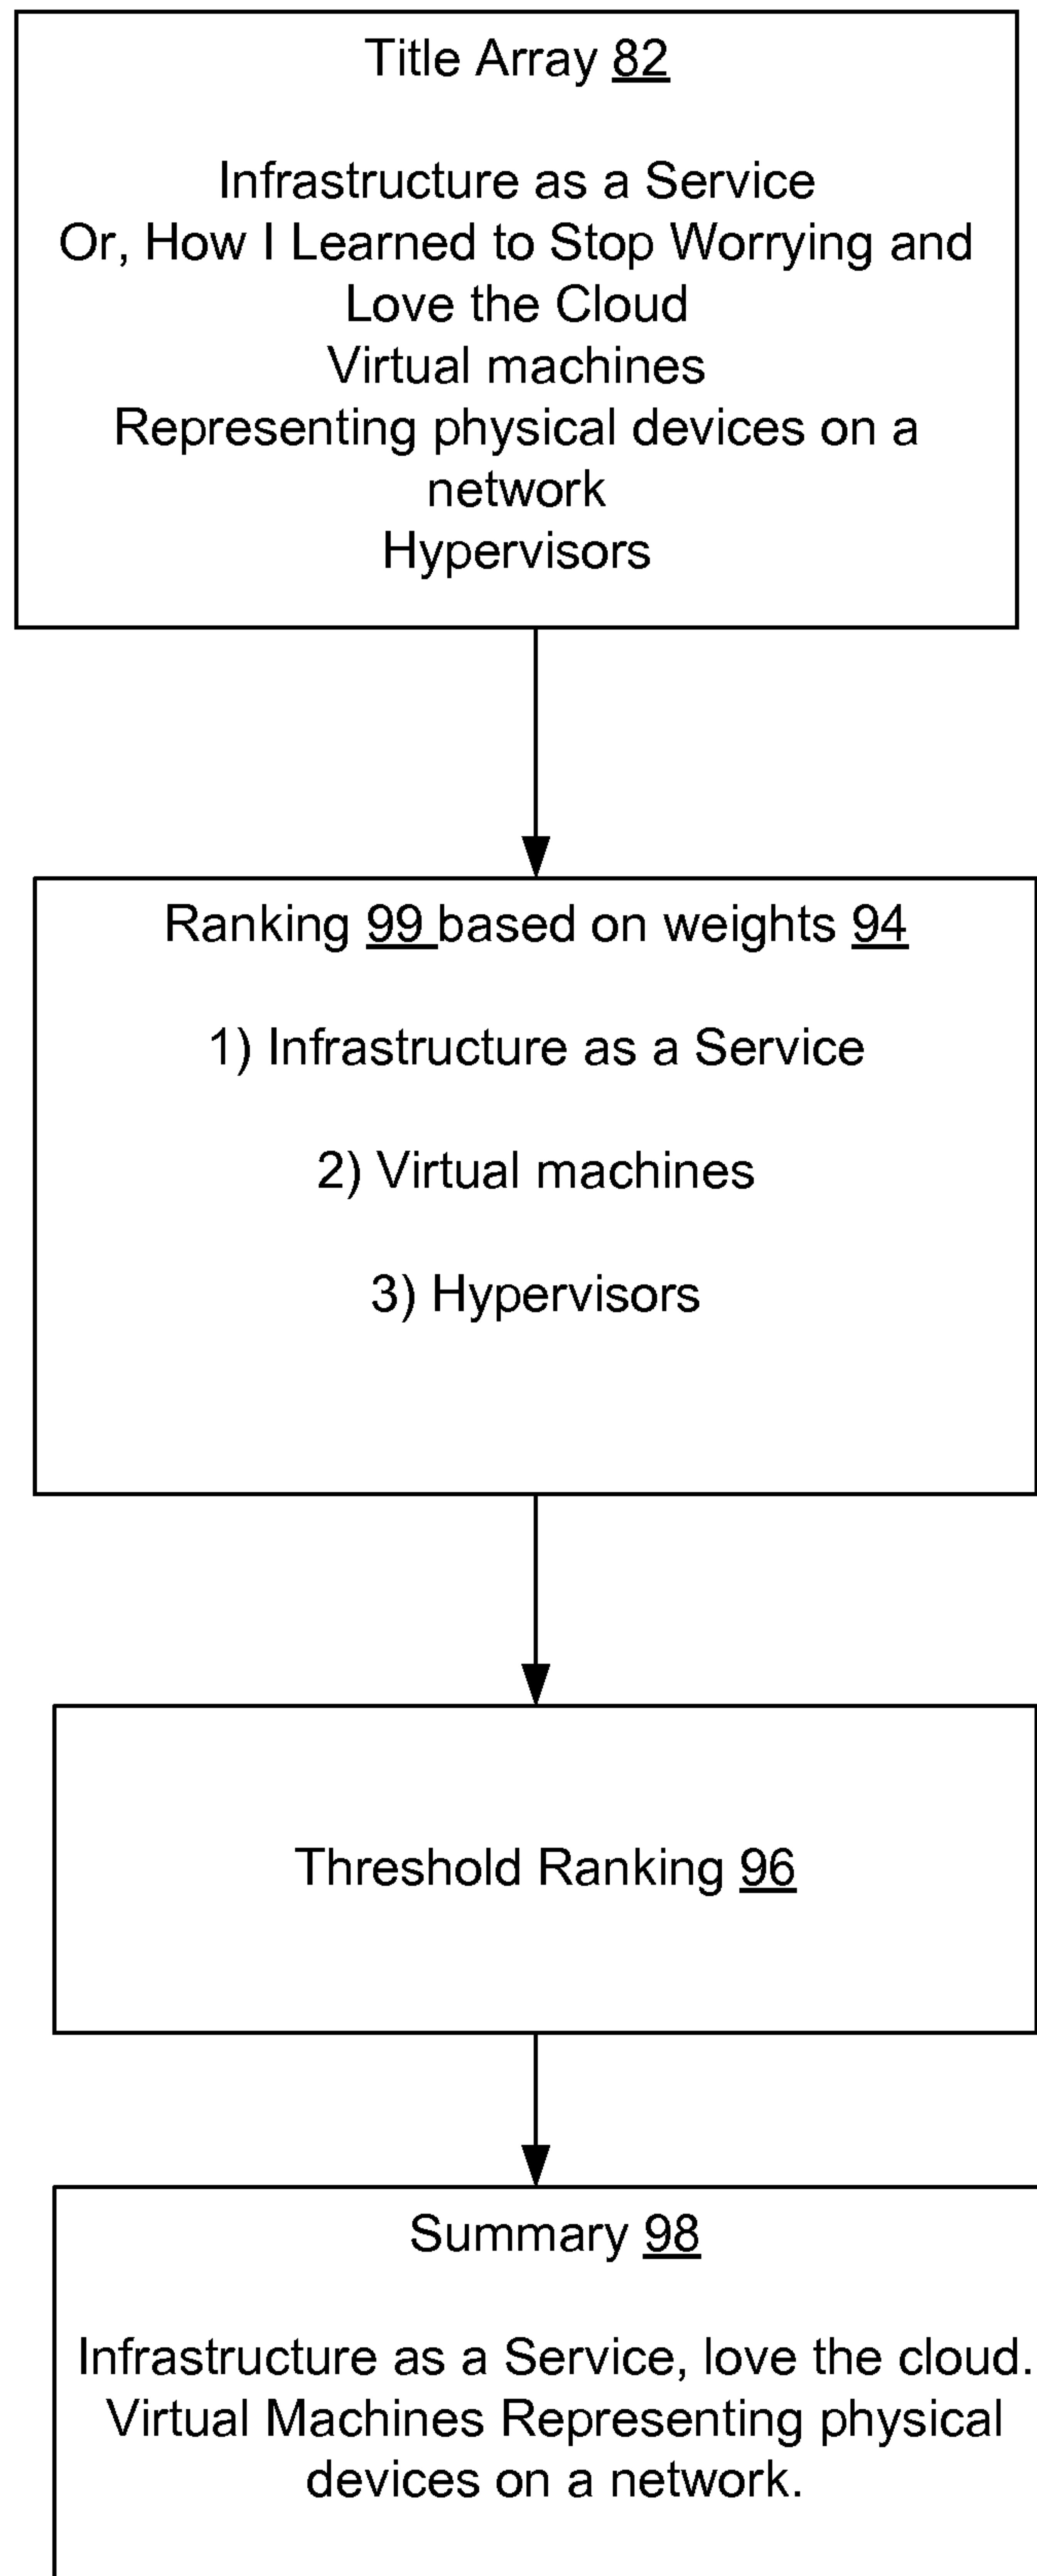 Title Array 82
Infrastructure as a Service
Or, How I Learned to Stop Worrying and
Love the Cloud
Virtual machines
Representing physical devices on a
network
Hypervisors
Ranking 99 based on weights 94
1) Infrastructure as a Service
2) Virtual machines
3) Hypervisors
Threshold Ranking 96
Summary 98
Infrastructure as a Service, love the cloud.
Virtual Machines Representing physical
devices on a network.